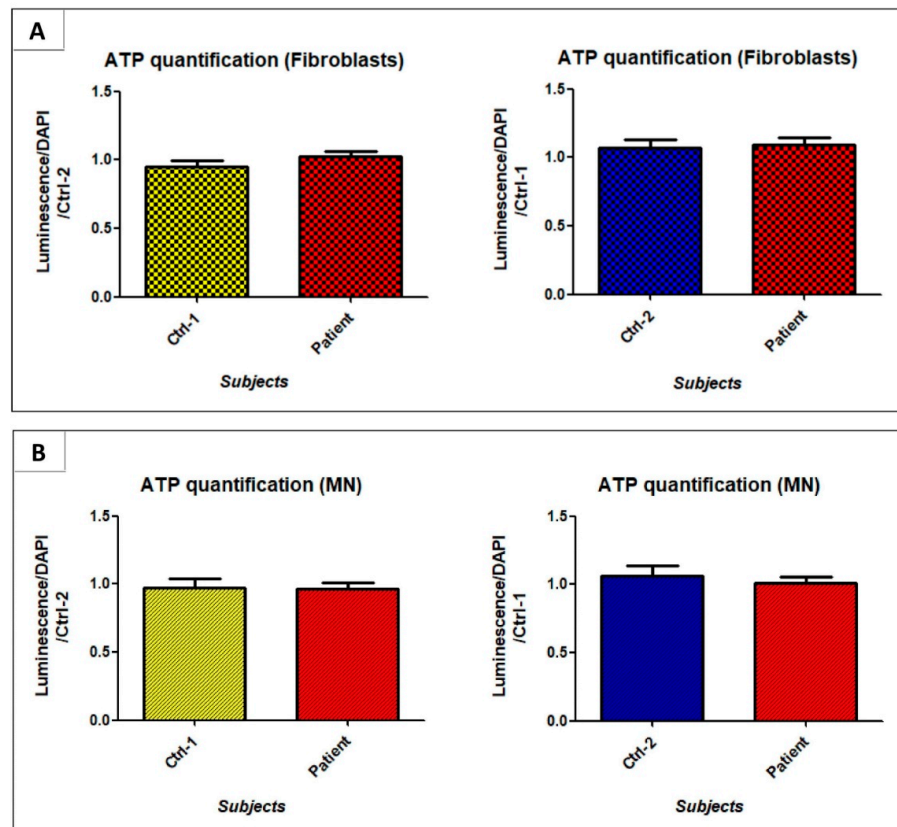 A
ATP quantification (Fibroblasts)
Luminescence/DAPI
/Ctrl-2
1.5
1.0
0.5
0.0
Ctrl-1
Patient
Subjects
ATP quantification (Fibroblasts)
Luminescence/DAPI
/Ctrl-1
1.5
1.0
0.5
0.0
Ctrl-2
Patient
Subjects
B
ATP quantification (MN)
Luminescence/DAPI
/Ctrl-2
1.5
1.0
0.5
0.0
Ctrl-1
Patient
Subjects
ATP quantification (MN)
Luminescence/DAPI
/Ctrl-1
1.5
1.0
0.5
0.0
Ctrl-2
Patient
Subjects